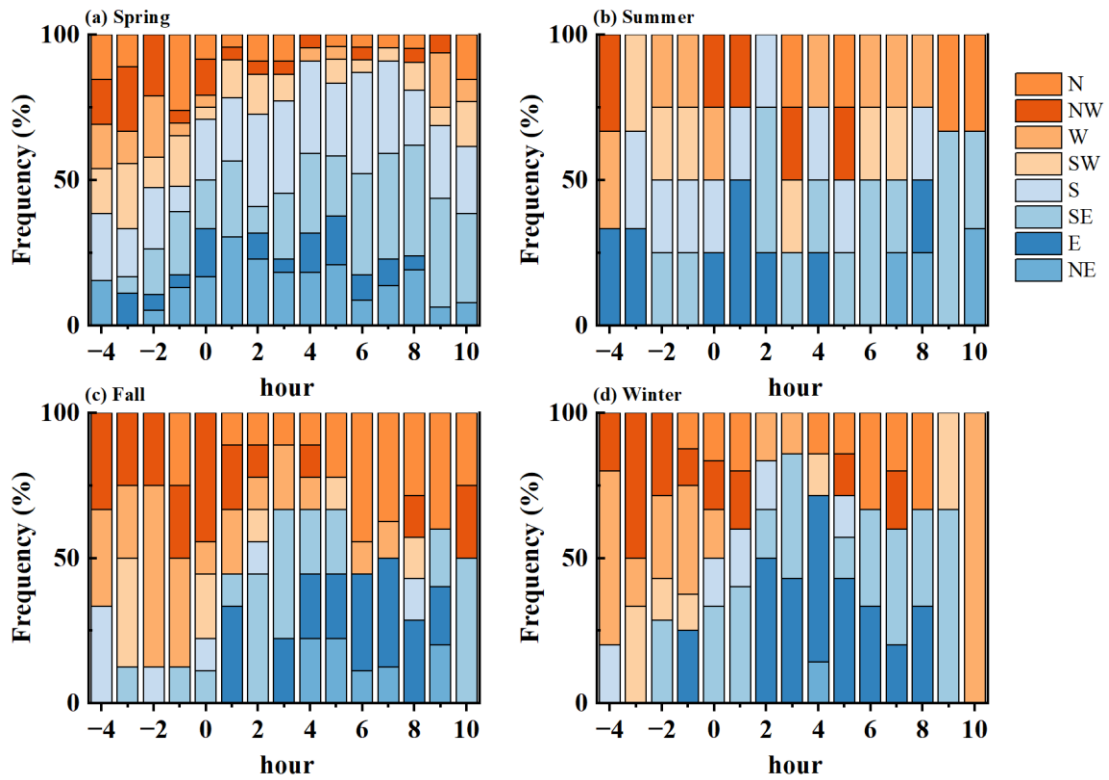 (a) Spring
(b) Summer
100
50
0
Frequency (%)
−4 −2 0 2 4 6 8 10
hour
100
50
0
Frequency (%)
−4 −2 0 2 4 6 8 10
hour
N
NW
W
SW
S
SE
E
NE
(c) Fall
(d) Winter
100
50
0
Frequency (%)
−4 −2 0 2 4 6 8 10
hour
100
50
0
Frequency (%)
−4 −2 0 2 4 6 8 10
hour